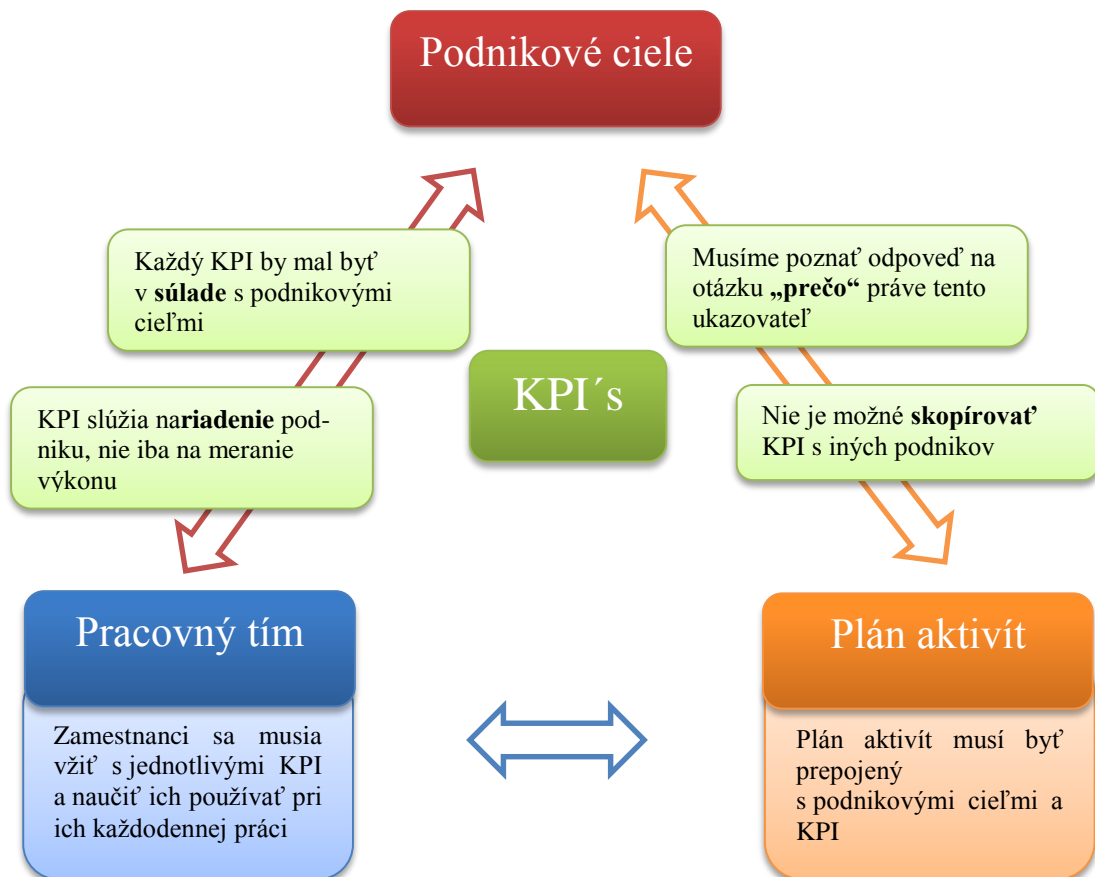 Podnikové ciele
Každý KPI by mal byť
v súlade s podnikovými
cieľmi
Musíme poznať odpoveď na
otázku „prečo“ práve tento
ukazovateľ
KPI´s
KPI slúžia nariadenie pod-
niku, nie iba na meranie
výkonu
Nie je možné skopírovať
KPI s iných podnikov
Pracovný tím
Zamestnanci sa musia
vžiť s jednotlivými KPI
a naučiť ich používať pri
ich každodennej práci
Plán aktivít
Plán aktivít musí byť
prepojený
s podnikovými cieľmi a
KPI